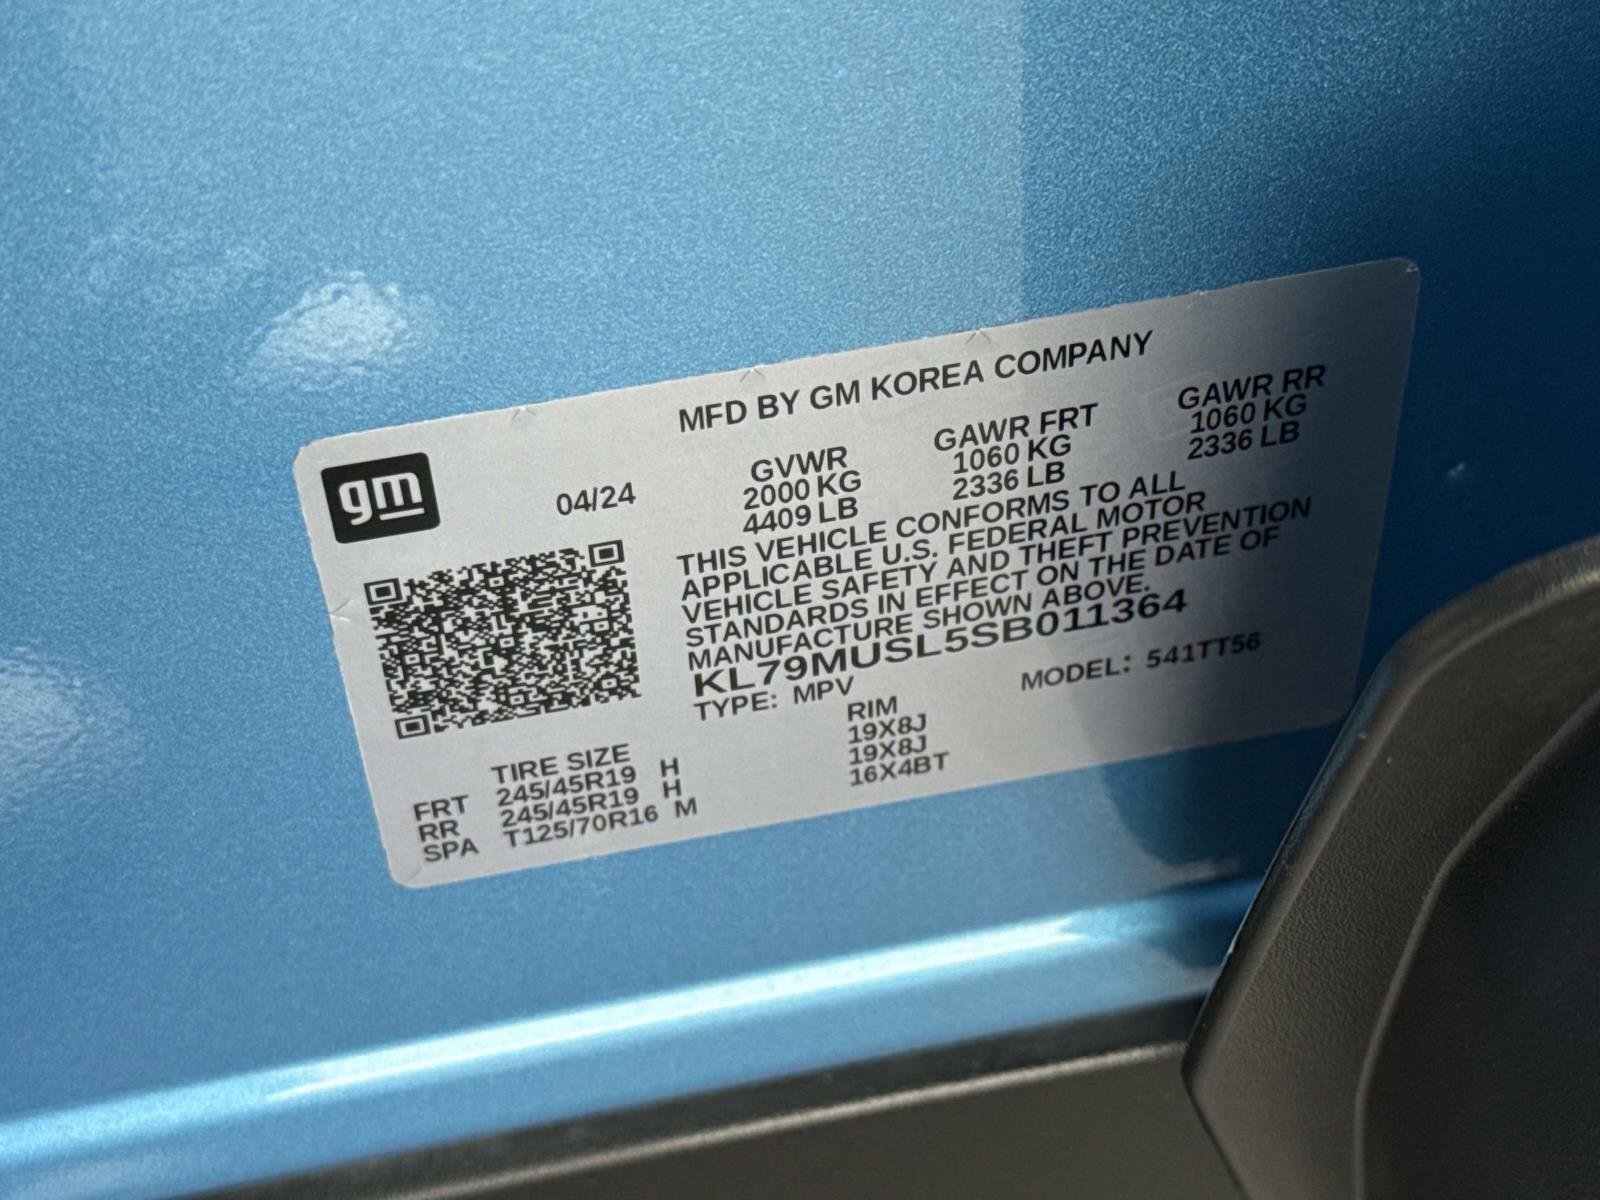 MFD BY GM KOREA COMPANY
gm
04/24
GVWR GAWR FRT GAWR RR
2000 KG 1060 KG 1060 KG
4409 LB 2336 LB 2336 LB
THIS VEHICLE CONFORMS TO ALL
APPLICABLE U.S. FEDERAL MOTOR
VEHICLE SAFETY AND THEFT PREVENTION
STANDARDS IN EFFECT ON THE DATE OF
MANUFACTURE SHOWN ABOVE.
KL79MUSL5SB011364
TYPE: MPV MODEL: 541TT56
TIRE SIZE RIM
FRT 245/45R19 H 19X8J
RR 245/45R19 H 19X8J
SPA T125/70R16 M 16X4BT